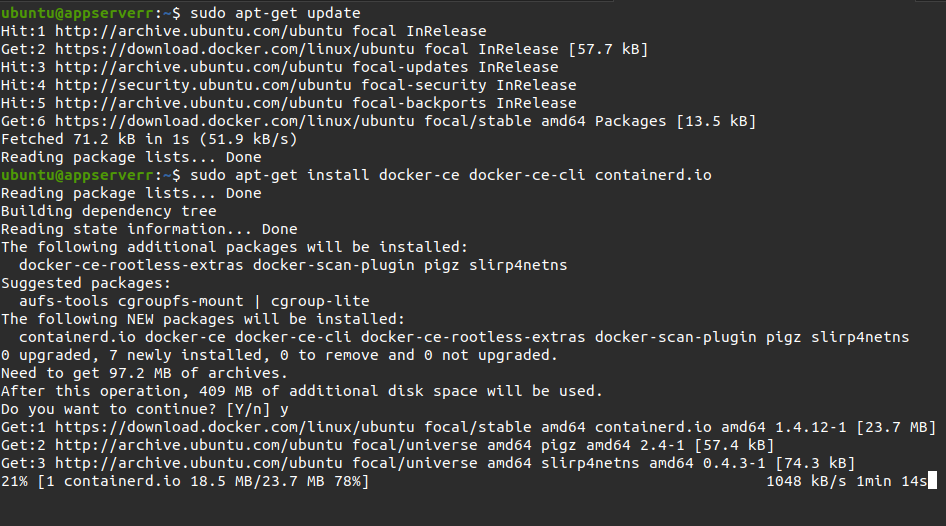 ubuntu@appserverr:~$ sudo apt-get update
Hit:1 http://archive.ubuntu.com/ubuntu focal InRelease
Get:2 https://download.docker.com/linux/ubuntu focal InRelease [57.7 kB]
Hit:3 http://archive.ubuntu.com/ubuntu focal-updates InRelease
Hit:4 http://security.ubuntu.com/ubuntu focal-security InRelease
Hit:5 http://archive.ubuntu.com/ubuntu focal-backports InRelease
Get:6 https://download.docker.com/linux/ubuntu focal/stable amd64 Packages [13.5 kB]
Fetched 71.2 kB in 1s (51.9 kB/s)
Reading package lists... Done
ubuntu@appserverr:~$ sudo apt-get install docker-ce docker-ce-cli containerd.io
Reading package lists... Done
Building dependency tree
Reading state information... Done
The following additional packages will be installed:
  docker-ce-rootless-extras docker-scan-plugin pigz slirp4netns
Suggested packages:
  aufs-tools cgroupfs-mount | cgroup-lite
The following NEW packages will be installed:
  containerd.io docker-ce docker-ce-cli docker-ce-rootless-extras docker-scan-plugin pigz slirp4netns
0 upgraded, 7 newly installed, 0 to remove and 0 not upgraded.
Need to get 97.2 MB of archives.
After this operation, 409 MB of additional disk space will be used.
Do you want to continue? [Y/n] y
Get:1 https://download.docker.com/linux/ubuntu focal/stable amd64 containerd.io amd64 1.4.12-1 [23.7 MB]
Get:2 http://archive.ubuntu.com/ubuntu focal/universe amd64 pigz amd64 2.4-1 [57.4 kB]
Get:3 http://archive.ubuntu.com/ubuntu focal/universe amd64 slirp4netns amd64 0.4.3-1 [74.3 kB]
21% [1 containerd.io 18.5 MB/23.7 MB 78%] 1048 kB/s 1min 14s